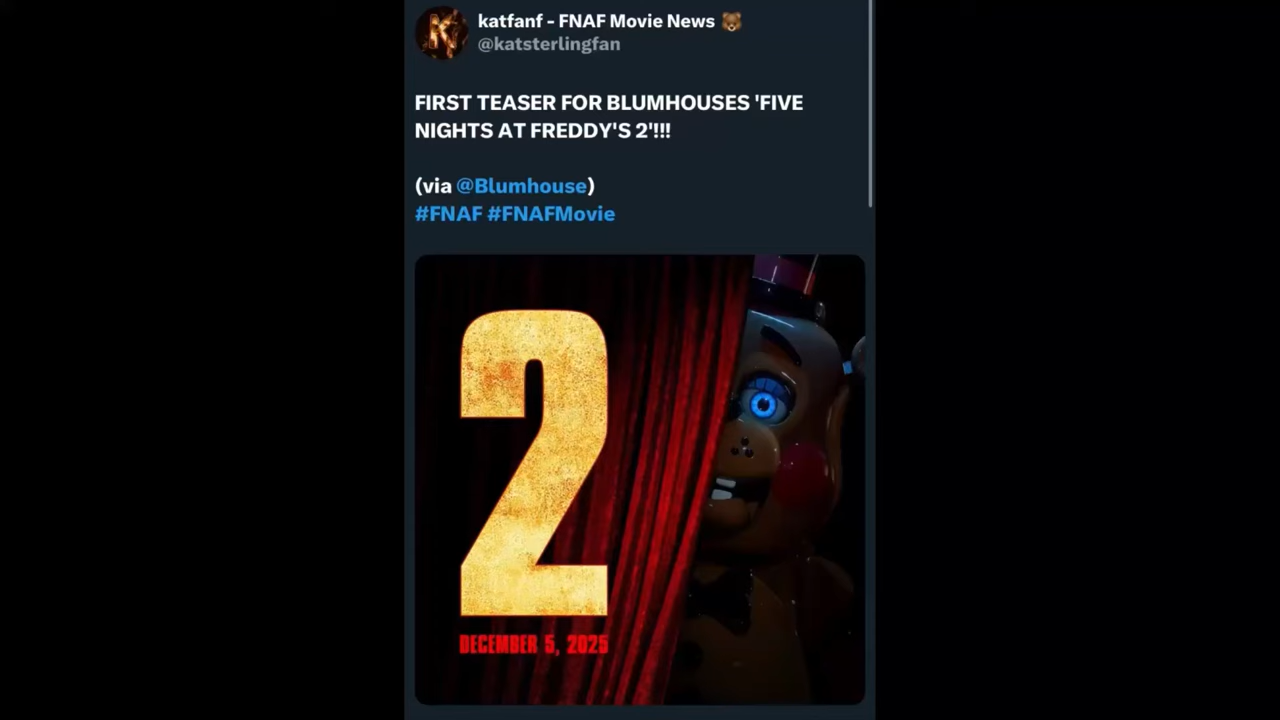 katfanf - FNAF Movie News 🐻
@katsterlingfan
FIRST TEASER FOR BLUMHOUSES 'FIVE
NIGHTS AT FREDDY'S 2'!!!
(via @Blumhouse)
#FNAF #FNAFMovie
2
DECEMBER 5, 2025